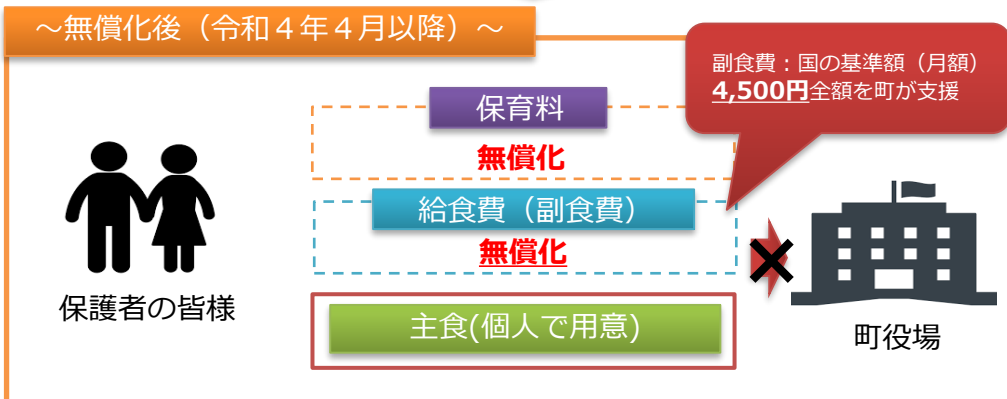 ～無償化後（令和４年４月以降）～
副食費：国の基準額（月額）
4,500円全額を町が支援
保育料
無償化
給食費（副食費）
無償化
主食(個人で用意)
保護者の皆様
町役場